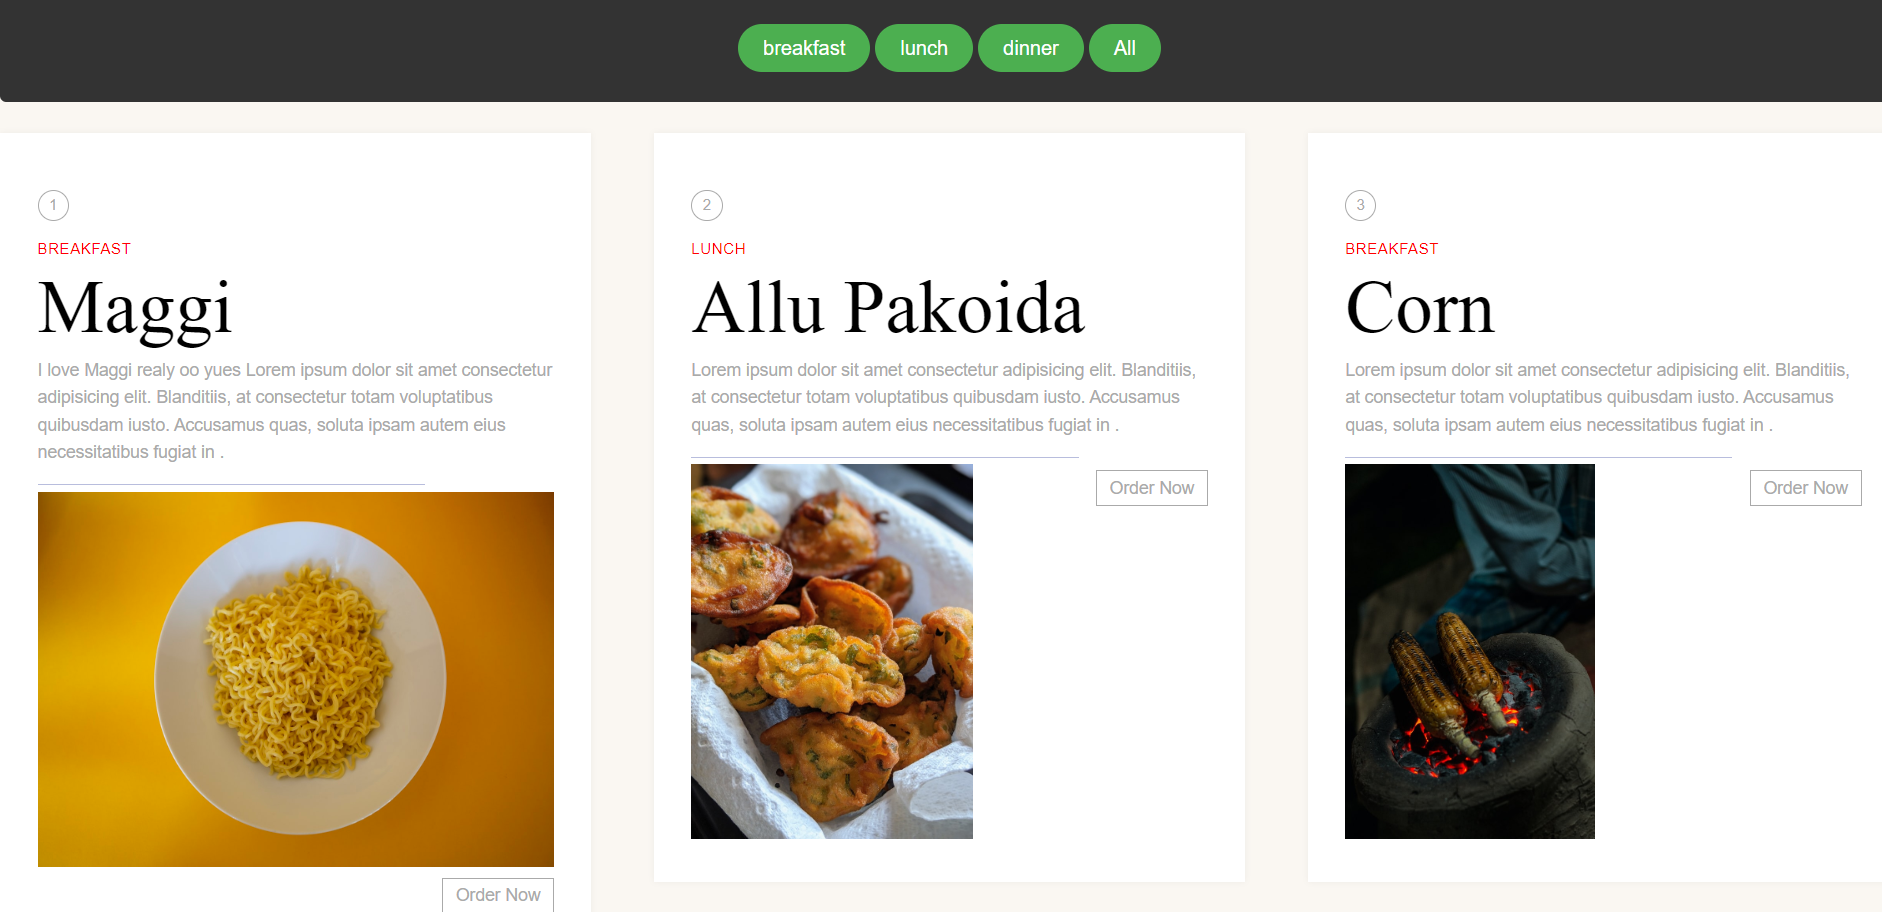 breakfast lunch dinner All
1
BREAKFAST
Maggi
I love Maggi realy oo yues Lorem ipsum dolor sit amet consectetur
adipisicing elit. Blanditiis, at consectetur totam voluptatibus
quibusdam iusto. Accusamus quas, soluta ipsam autem eius
necessitatibus fugiat in .
Order Now
2
LUNCH
Allu Pakoida
Lorem ipsum dolor sit amet consectetur adipisicing elit. Blanditiis,
at consectetur totam voluptatibus quibusdam iusto. Accusamus
quas, soluta ipsam autem eius necessitatibus fugiat in .
Order Now
3
BREAKFAST
Corn
Lorem ipsum dolor sit amet consectetur adipisicing elit. Blanditiis,
at consectetur totam voluptatibus quibusdam iusto. Accusamus
quas, soluta ipsam autem eius necessitatibus fugiat in .
Order Now